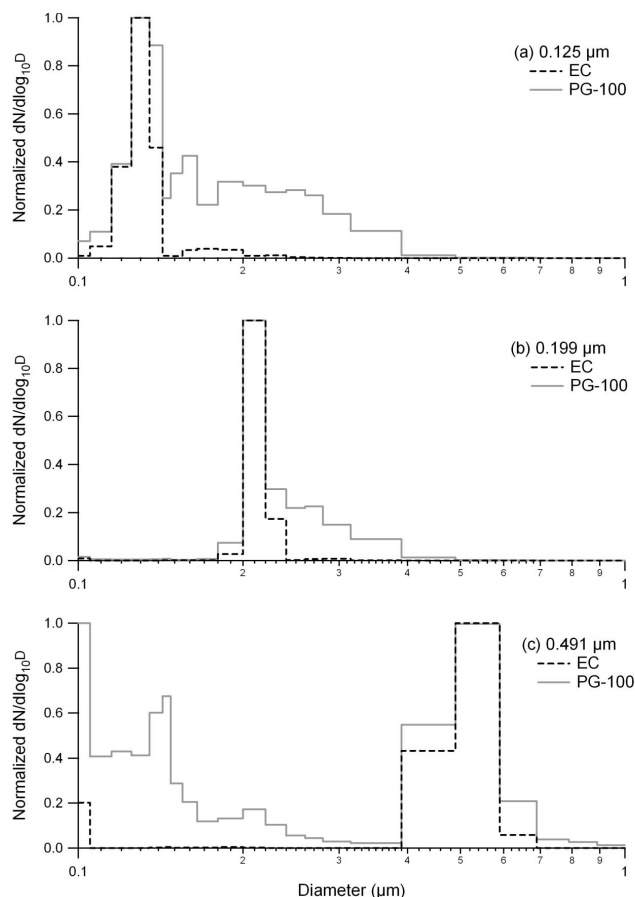 1.0
0.8
0.6
0.4
0.2
0.0
Normalized dN/dlog10D
(a) 0.125 µm
EC
PG-100
0.1 2 3 4 5 6 7 8 9 1
1.0
0.8
0.6
0.4
0.2
0.0
Normalized dN/dlog10D
(b) 0.199 µm
EC
PG-100
0.1 2 3 4 5 6 7 8 9 1
1.0
0.8
0.6
0.4
0.2
0.0
Normalized dN/dlog10D
(c) 0.491 µm
EC
PG-100
0.1 2 3 4 5 6 7 8 9 1
Diameter (µm)